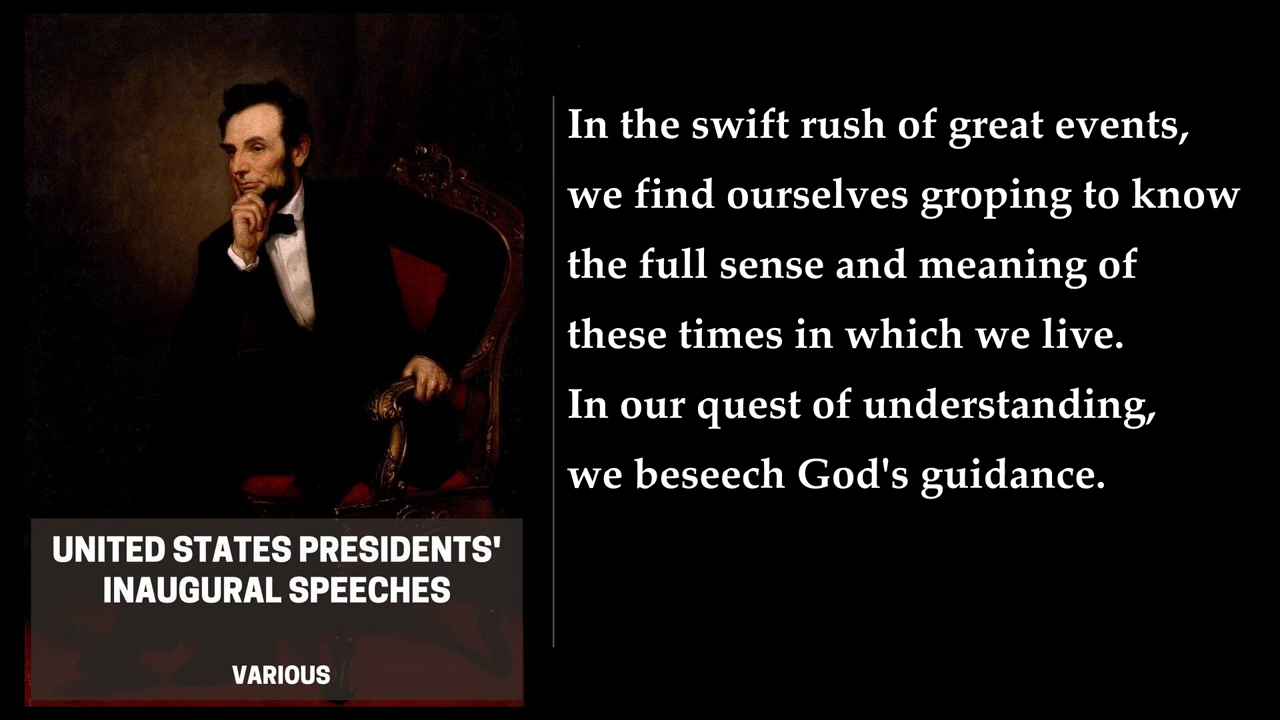 In the swift rush of great events,
we find ourselves groping to know
the full sense and meaning of
these times in which we live.
In our quest of understanding,
we beseech God's guidance.
UNITED STATES PRESIDENTS'
INAUGURAL SPEECHES
VARIOUS